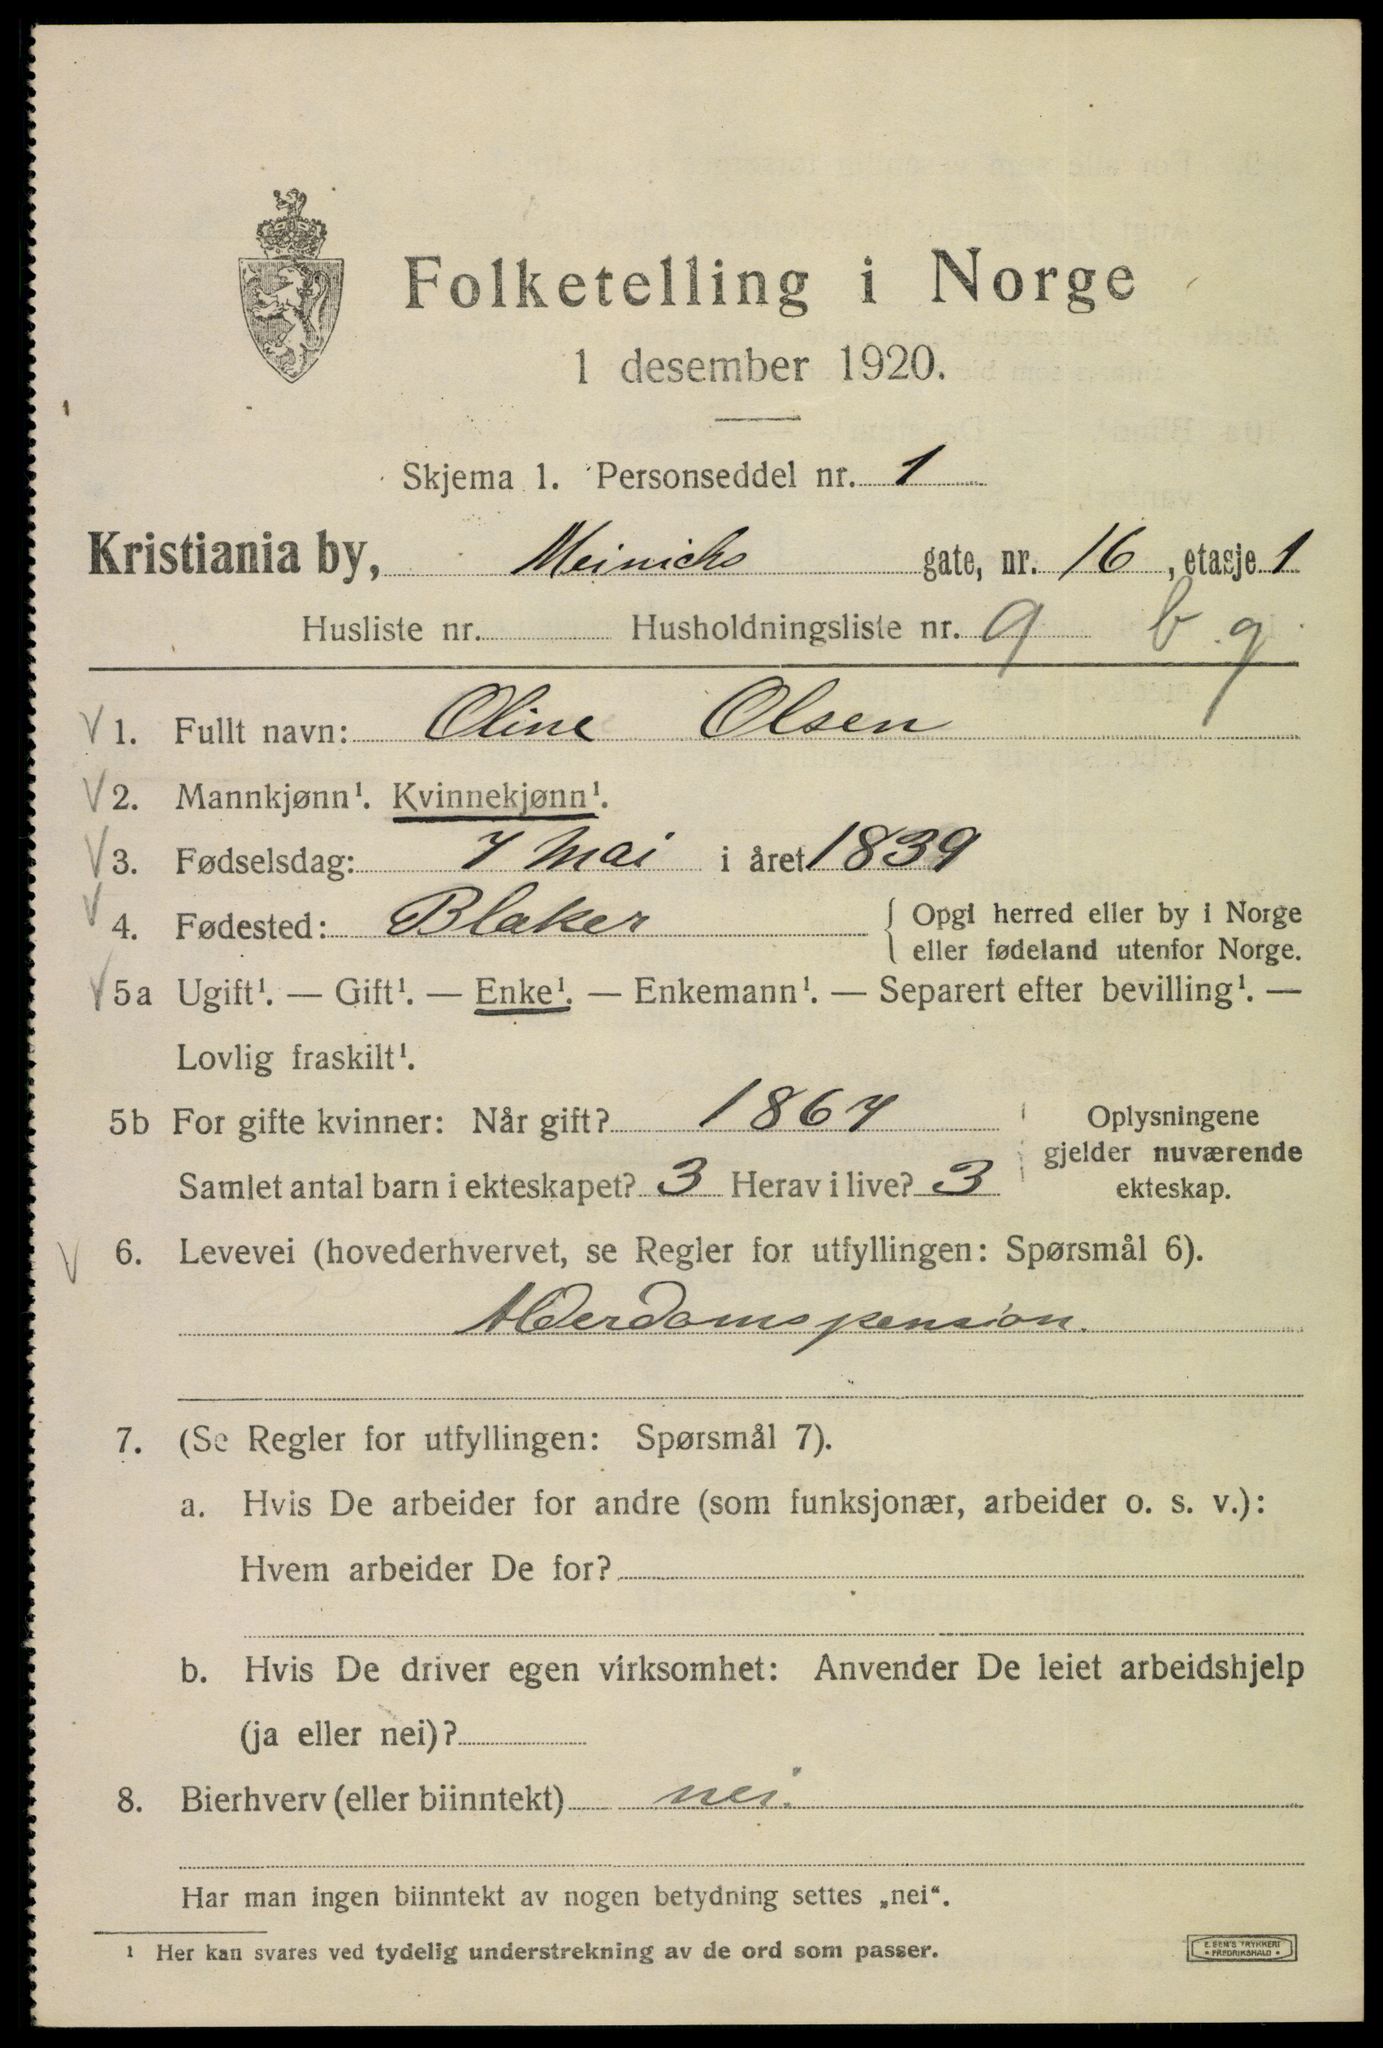 Folketelling i Norge
1 desember 1920.
Skjema 1. Personseddel nr. 1
Kristiania by, Meinichs gate, nr. 16, etasje 1
Husliste nr. Husholdningsliste nr. 9 b 9
1. Fullt navn: Oline Olsen
2. Mannkjønn¹. Kvinnekjønn¹.
3. Fødselsdag: 7 Mai i året 1839
4. Fødested: Blaker { Opgi herred eller by i Norge
eller fødeland utenfor Norge.
5a Ugift¹. — Gift¹. — Enke¹. — Enkemann¹. — Separert efter bevilling¹. —
Lovlig fraskilt¹.
5b For gifte kvinner: Når gift? 1867 Oplysningene
gjelder nuværende
Samlet antal barn i ekteskapet? 3 Herav i live? 3 ekteskap.
6. Levevei (hovederhvervet, se Regler for utfyllingen: Spørsmål 6).
Alderdomspension.
7. (Se Regler for utfyllingen: Spørsmål 7).
a. Hvis De arbeider for andre (som funksjonær, arbeider o. s. v.):
Hvem arbeider De for?
b. Hvis De driver egen virksomhet: Anvender De leiet arbeidshjelp
(ja eller nei)?
8. Bierhverv (eller biinntekt) nei.
Har man ingen biinntekt av nogen betydning settes „nei“.
¹ Her kan svares ved tydelig understrekning av de ord som passer.
E. SEM'S TRYKKERI
• FREDRIKSHALD •